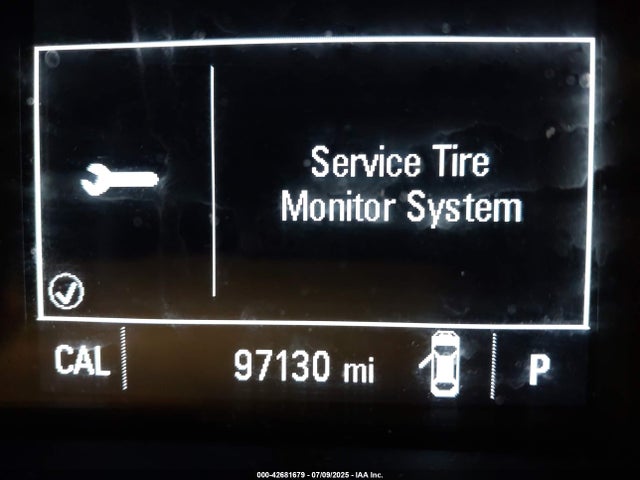 Service Tire
Monitor System
CAL 97130 mi P
000-42681679 - 07/09/2025 - IAA Inc.